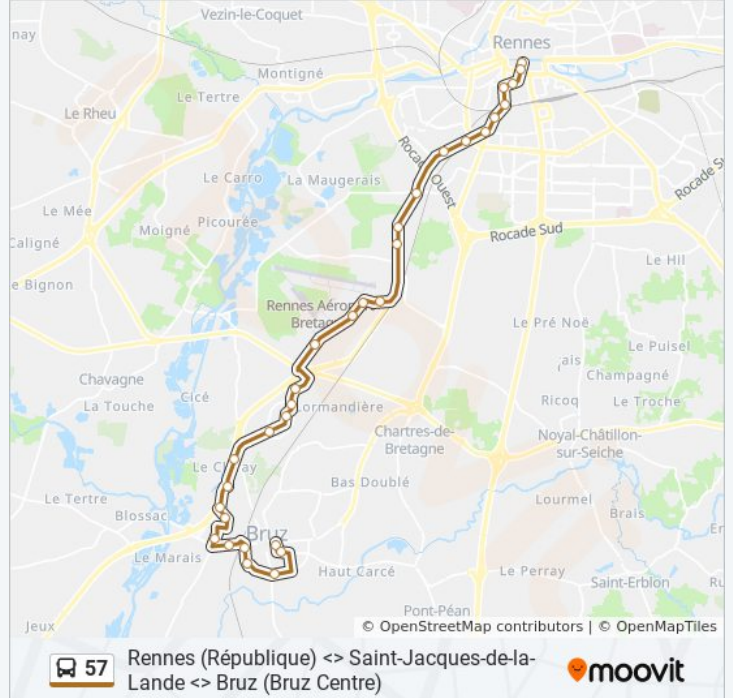 Vezin-le-Coquet
Rennes
nay
Montigné
Le Tertre
Le Rheu
Rocade Ouest
Le Carro
La Maugerais
Rocade S
Le Mée
Picourée
Moigné
Caligné
Rocade Sud
Le Hil
e Bignon
Rennes Aéro
Bretag
Le Pré Noë
Le Puisel
ais
Champagné
Chavagne
Cicé
La Touche
Lormandière
Ricoq
Le Troche
Chartres-de-
Bretagne
Noyal-Châtillon-
sur-Seiche
Le C
ay
Bas Doublé
Le Tertre
Lourmel
Blossac
Brais
Er
Bruz
Le Marais
Haut Carcé
Le Perray
Saint-Erblon
Ru
Pont-Péan
Jeux
© OpenStreetMap contributors | © OpenMapTiles
57
Rennes (République) <> Saint-Jacques-de-la-
Lande <> Bruz (Bruz Centre)
moovit